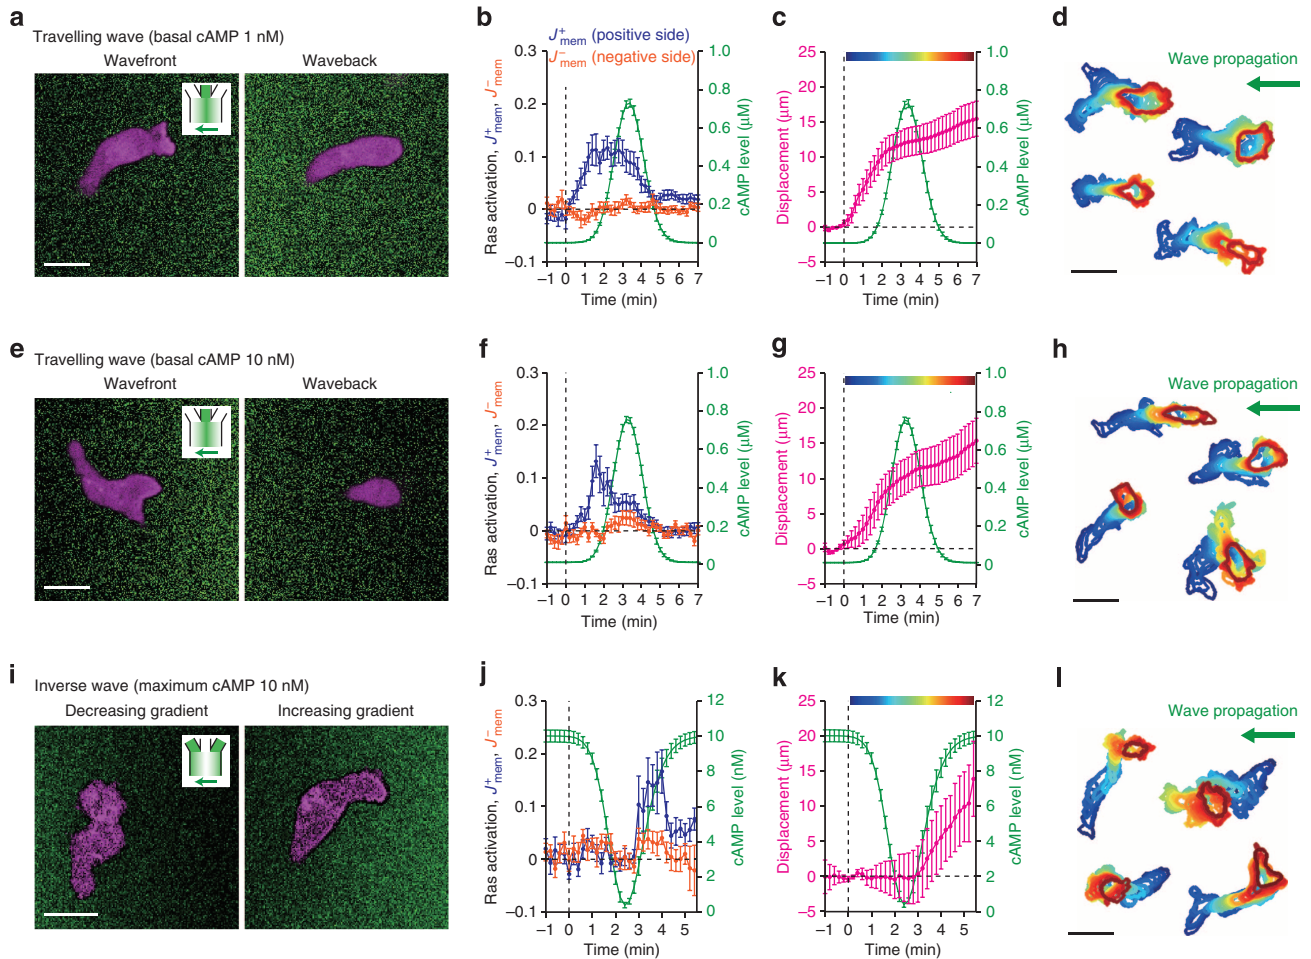 a
Travelling wave (basal cAMP 1 nM)
Wavefront
Waveback
b
J+mem (positive side)
J−mem (negative side)
Ras activation, J+mem, J−mem
0.3
0.2
0.1
0
−0.1
cAMP level (μM)
1.0
0.8
0.6
0.4
0.2
0
−1 0 1 2 3 4 5 6 7
Time (min)
c
Displacement (μm)
25
20
15
10
5
0
−5
cAMP level (μM)
1.0
0.8
0.6
0.4
0.2
0
−1 0 1 2 3 4 5 6 7
Time (min)
d
Wave propagation
e
Travelling wave (basal cAMP 10 nM)
Wavefront
Waveback
f
Ras activation, J+mem, J−mem
0.3
0.2
0.1
0
−0.1
cAMP level (μM)
1.0
0.8
0.6
0.4
0.2
0
−1 0 1 2 3 4 5 6 7
Time (min)
g
Displacement (μm)
25
20
15
10
5
0
−5
cAMP level (μM)
1.0
0.8
0.6
0.4
0.2
0
−1 0 1 2 3 4 5 6 7
Time (min)
h
Wave propagation
i
Inverse wave (maximum cAMP 10 nM)
Decreasing gradient
Increasing gradient
j
Ras activation, J+mem, J−mem
0.3
0.2
0.1
0
−0.1
cAMP level (nM)
12
10
8
6
4
2
0
−1 0 1 2 3 4 5
Time (min)
k
Displacement (μm)
25
20
15
10
5
0
−5
cAMP level (nM)
12
10
8
6
4
2
0
−1 0 1 2 3 4 5
Time (min)
l
Wave propagation